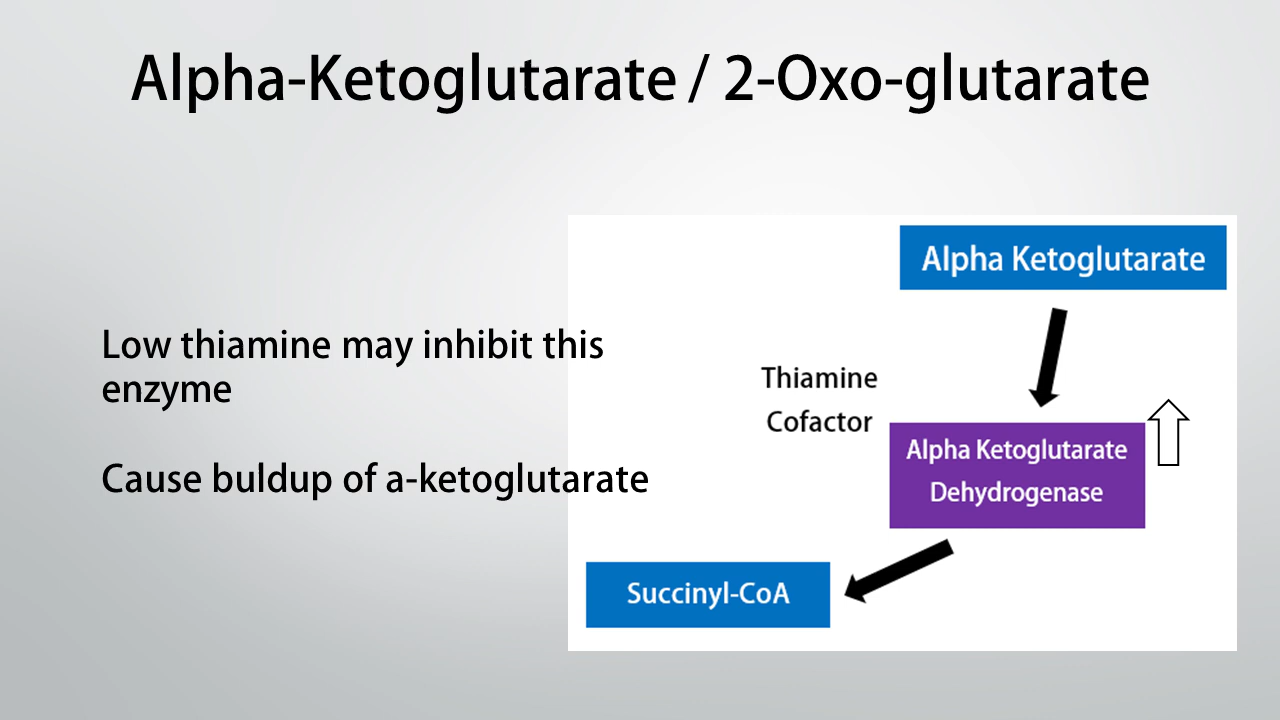 Alpha-Ketoglutarate / 2-Oxo-glutarate
Low thiamine may inhibit this
enzyme
Cause buldup of a-ketoglutarate
Alpha Ketoglutarate
Thiamine
Cofactor
Alpha Ketoglutarate
Dehydrogenase
Succinyl-CoA